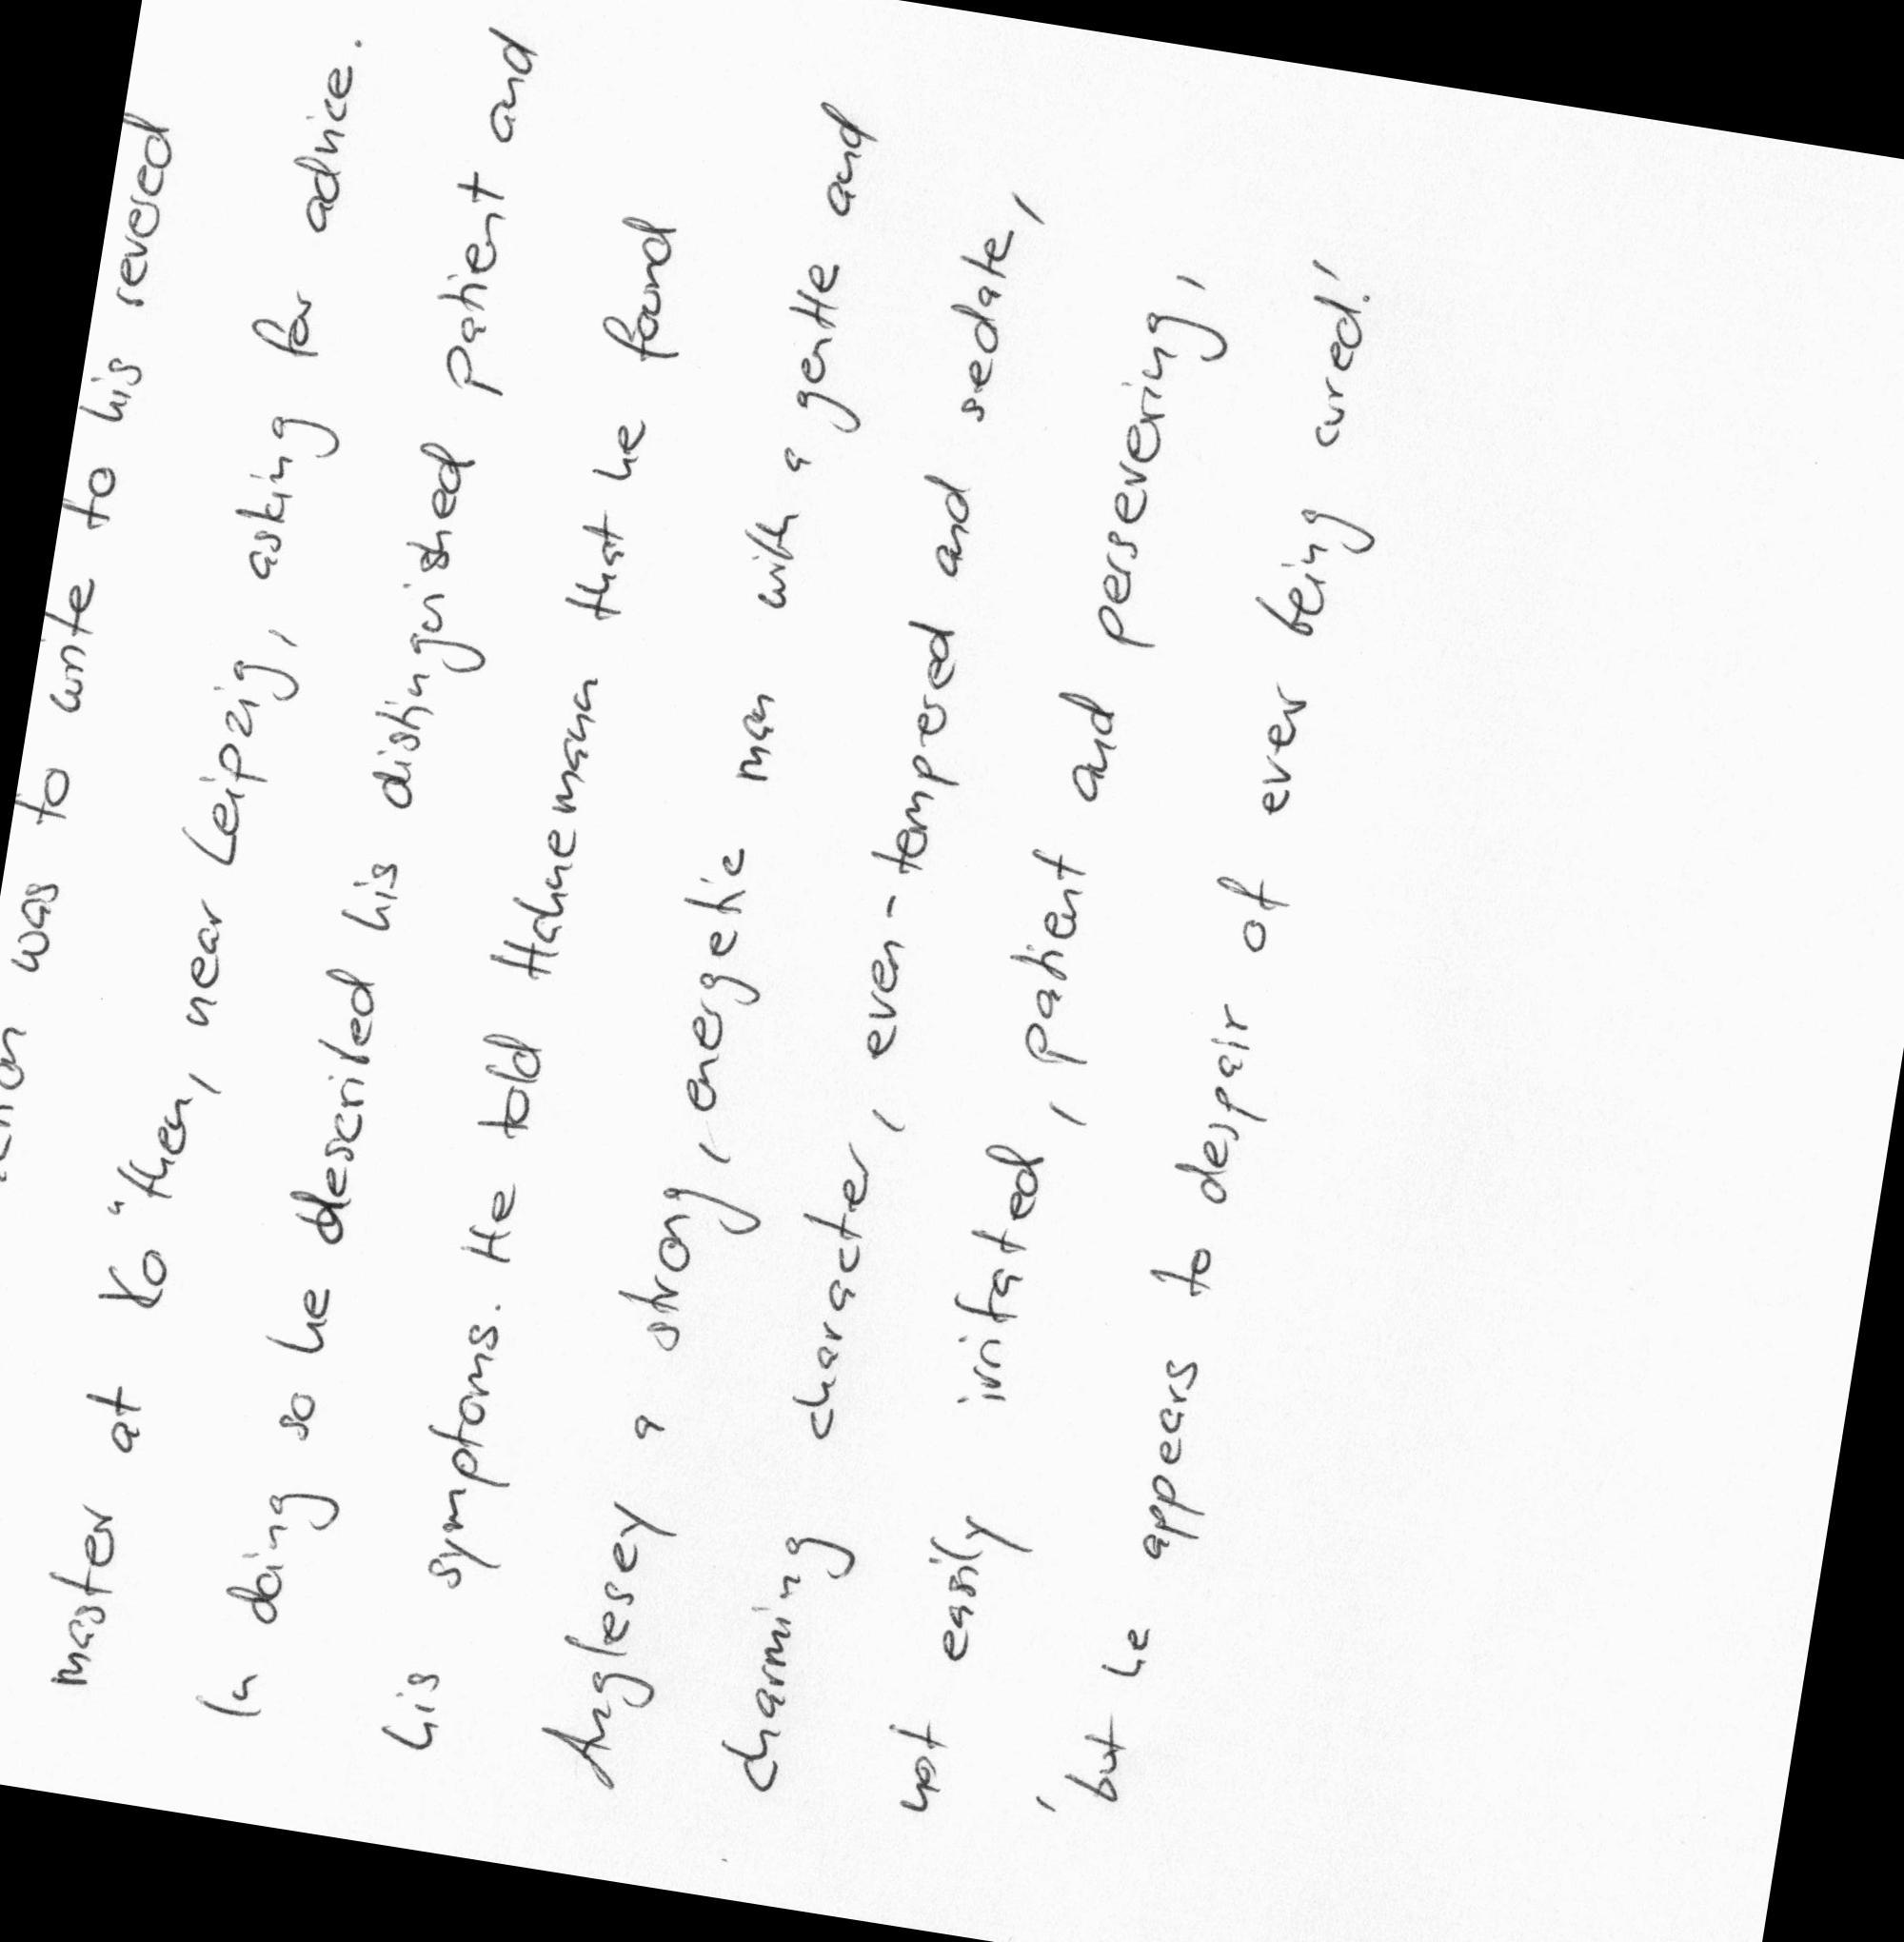 was to write to his revered
master at Ko"then, near Leipzig, asking for advice.
In doing so he described his distinguished patient and
his symptoms. He told Hahnemann that he found
Anglesey a strong, energetic man with a gentle and
charming character, even-tempered and sedate,
not easily irritated, patient and persevering,
'but he appears to despair of ever being cured!'